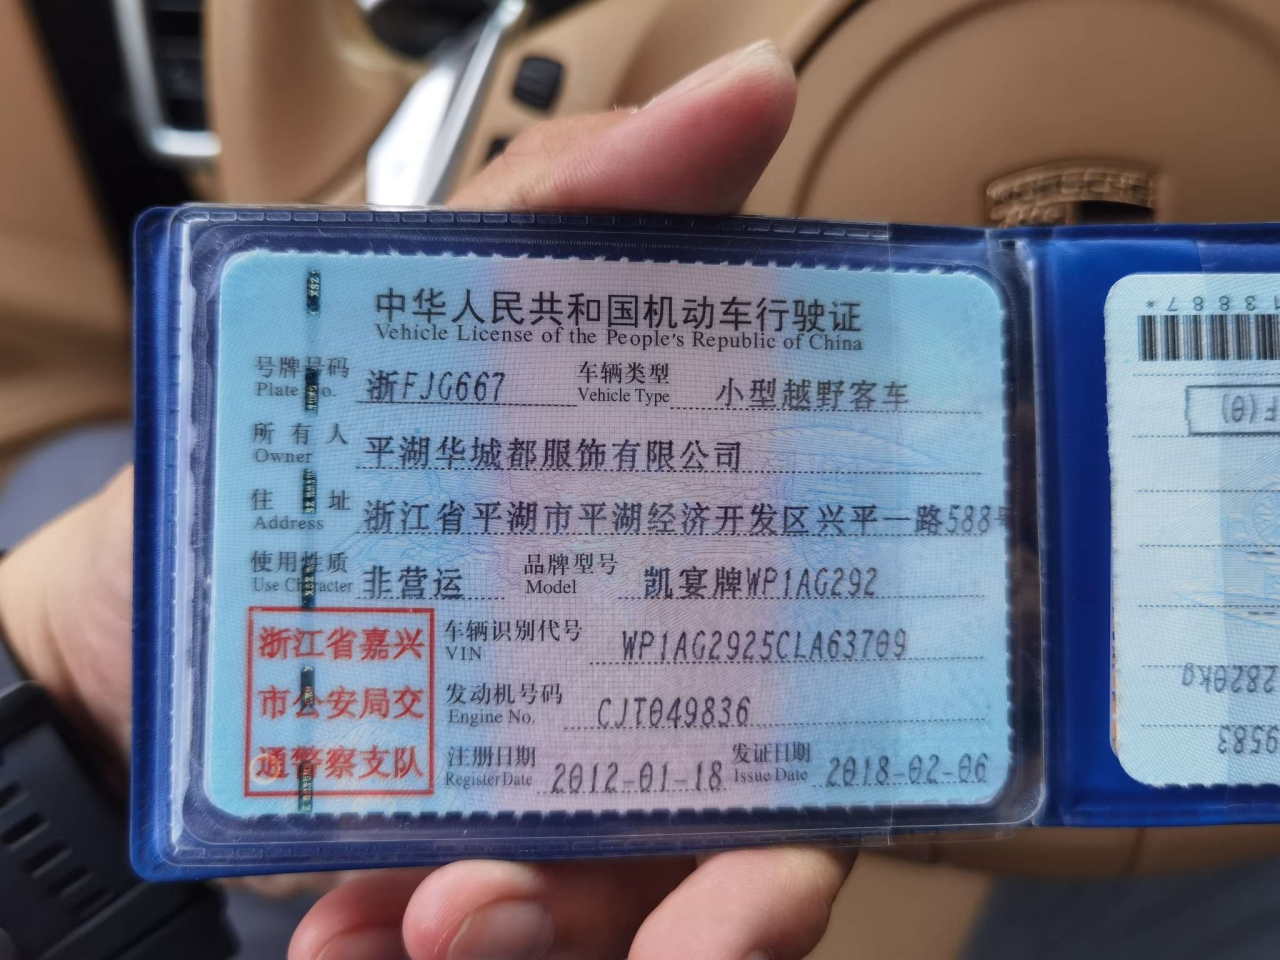 中华人民共和国机动车行驶证
Vehicle License of the People's Republic of China
号牌号码 浙FJG667 车辆类型 小型越野客车
Plate No. Vehicle Type
所有人 平湖华城都服饰有限公司
Owner
住址 浙江省平湖市平湖经济开发区兴平一路588号
Address
使用性质 非营运 品牌型号 凯宴牌WP1AG292
Use Character Model
浙江省嘉兴
市公安局交
通警察支队
车辆识别代号 WP1AG2925CLA63709
VIN
发动机号码 CJT049836
Engine No.
注册日期 2012-01-18 发证日期 2018-02-06
Register Date Issue Date
13887*
F(0)
2820kg
9583